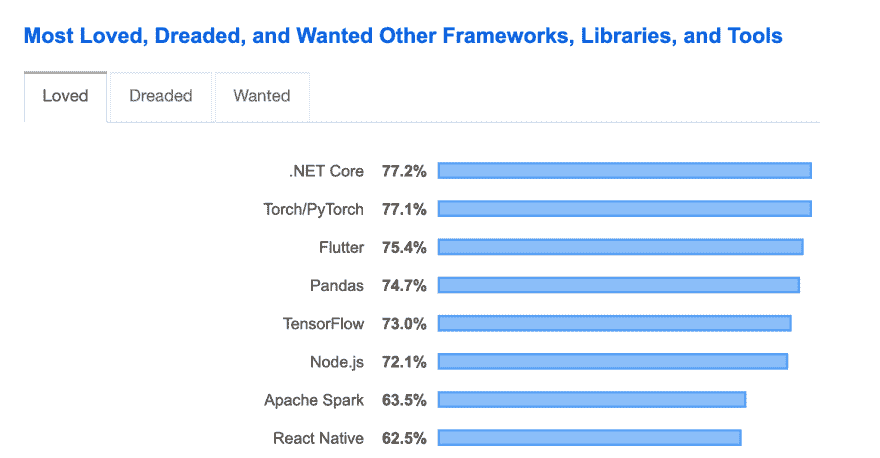 Most Loved, Dreaded, and Wanted Other Frameworks, Libraries, and Tools
Loved Dreaded Wanted
.NET Core 77.2%
Torch/PyTorch 77.1%
Flutter 75.4%
Pandas 74.7%
TensorFlow 73.0%
Node.js 72.1%
Apache Spark 63.5%
React Native 62.5%